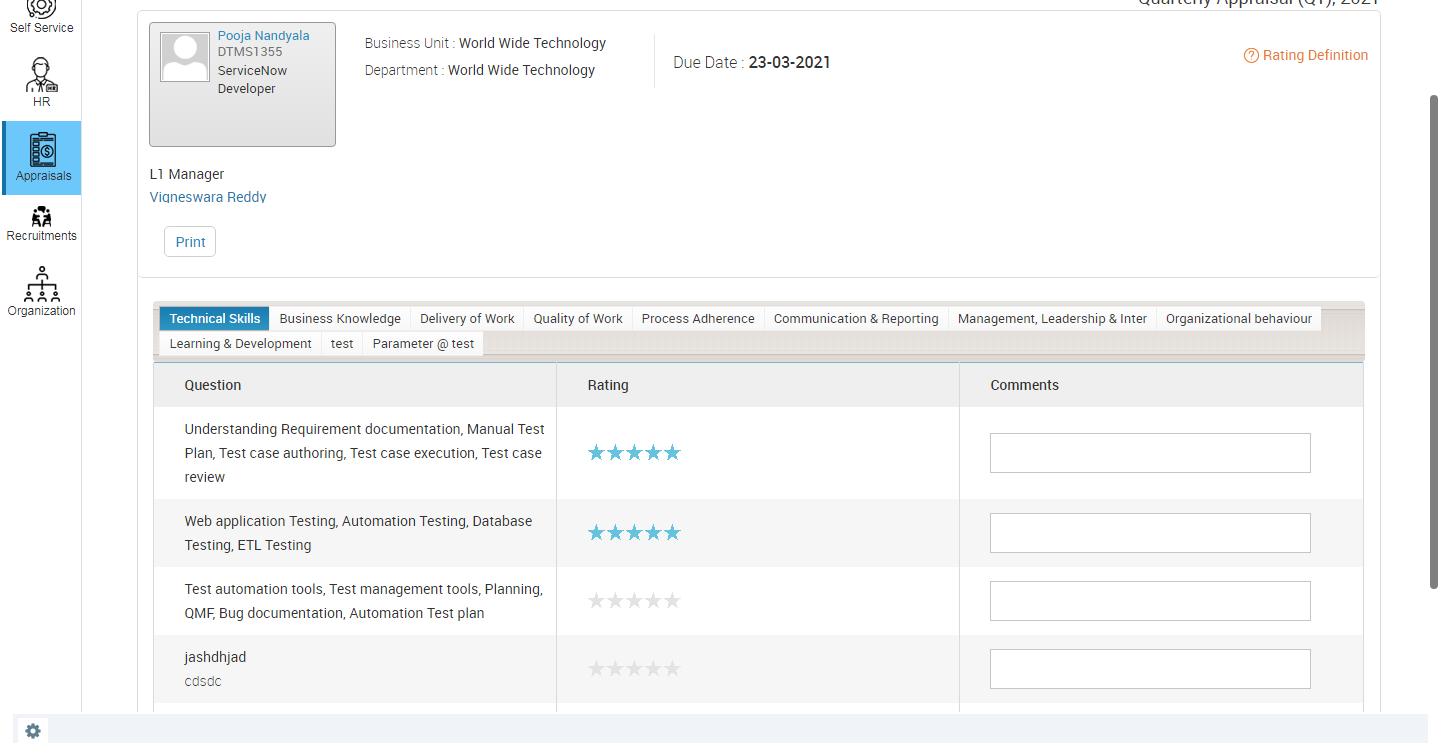 Quarterly Appraisal (Q1), 2021
Self Service
HR
Appraisals
Recruitments
Organization
Pooja Nandyala
DTMS1355
ServiceNow
Developer
Business Unit : World Wide Technology
Department : World Wide Technology
Due Date : 23-03-2021
Rating Definition
L1 Manager
Vigneswara Reddy
Print
Technical Skills Business Knowledge Delivery of Work Quality of Work Process Adherence Communication & Reporting Management, Leadership & Inter Organizational behaviour
Learning & Development test Parameter @ test
Question Rating Comments
Understanding Requirement documentation, Manual Test
Plan, Test case authoring, Test case execution, Test case
review
Web application Testing, Automation Testing, Database
Testing, ETL Testing
Test automation tools, Test management tools, Planning,
QMF, Bug documentation, Automation Test plan
jashdhjad
cdsdc